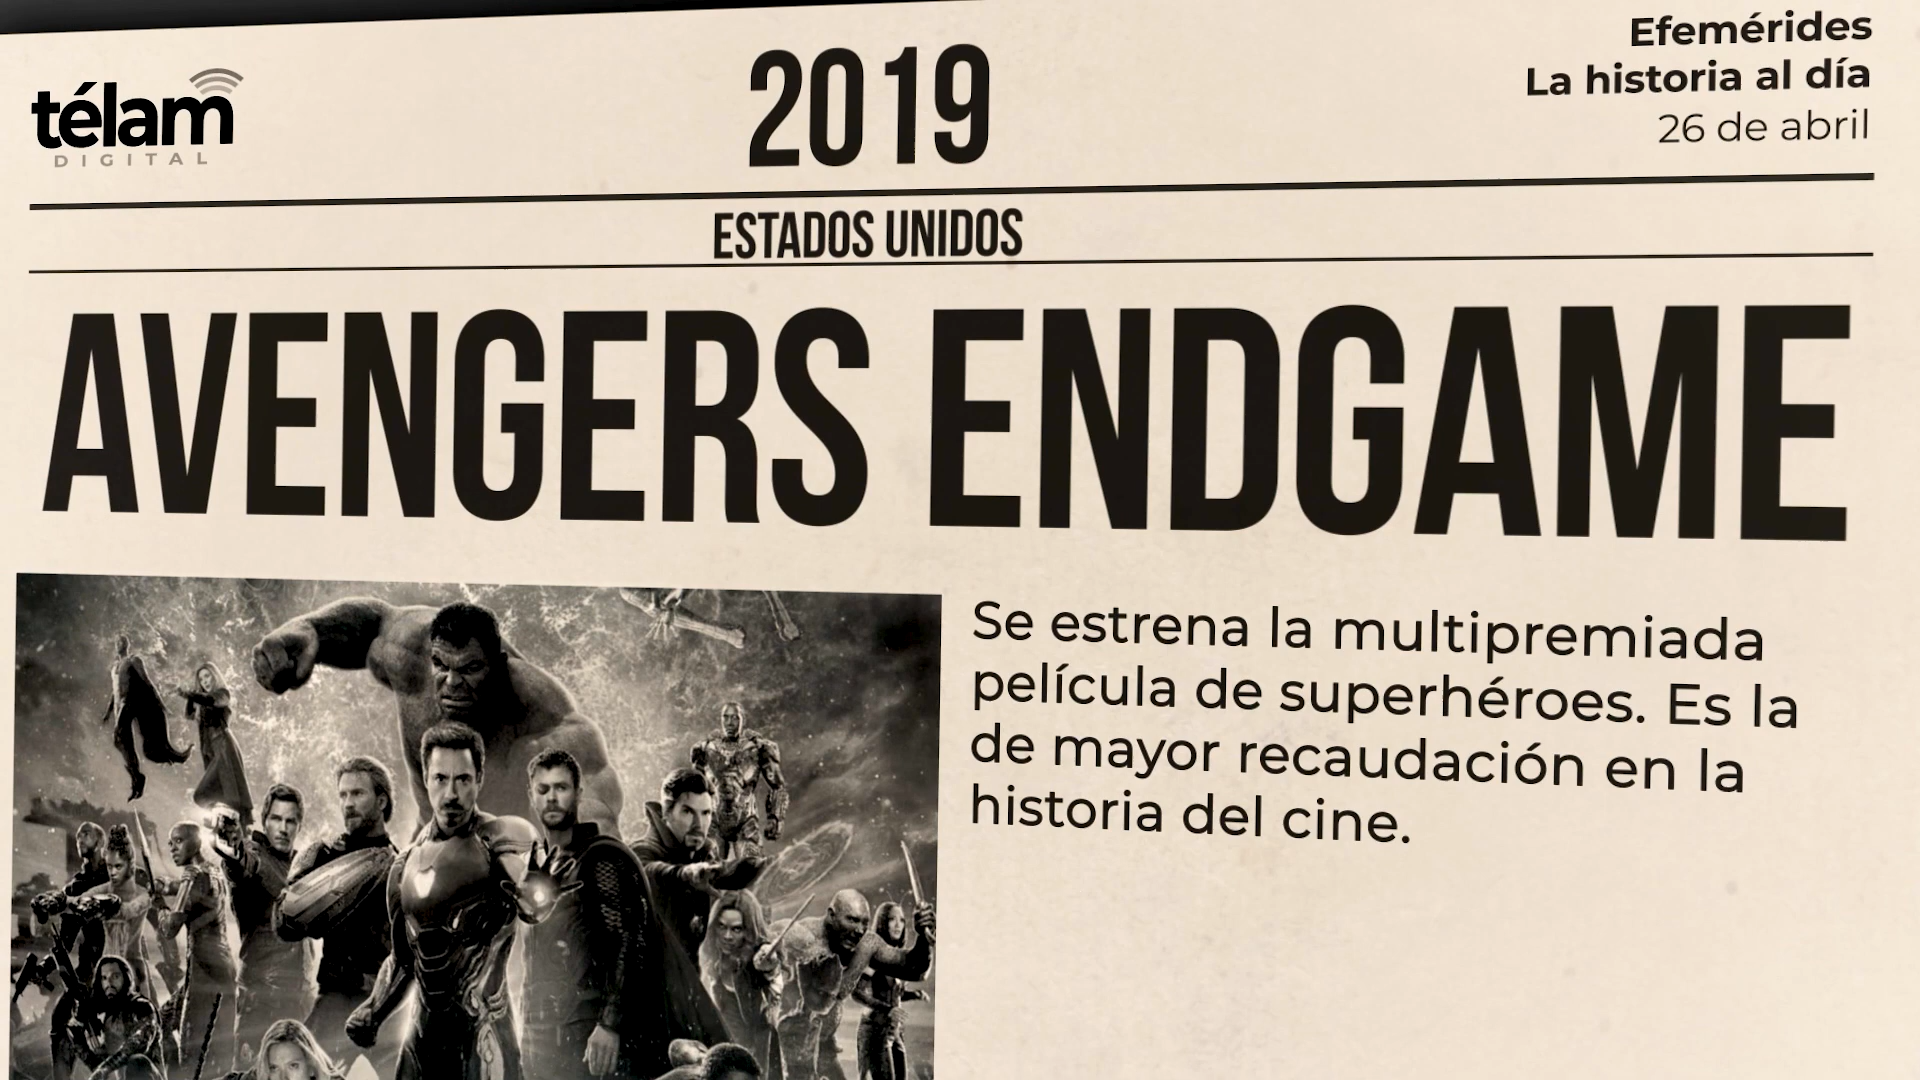 télam
DIGITAL
2019
Efemérides
La historia al día
26 de abril
ESTADOS UNIDOS
AVENGERS ENDGAME
Se estrena la multipremiada
película de superhéroes. Es la
de mayor recaudación en la
historia del cine.